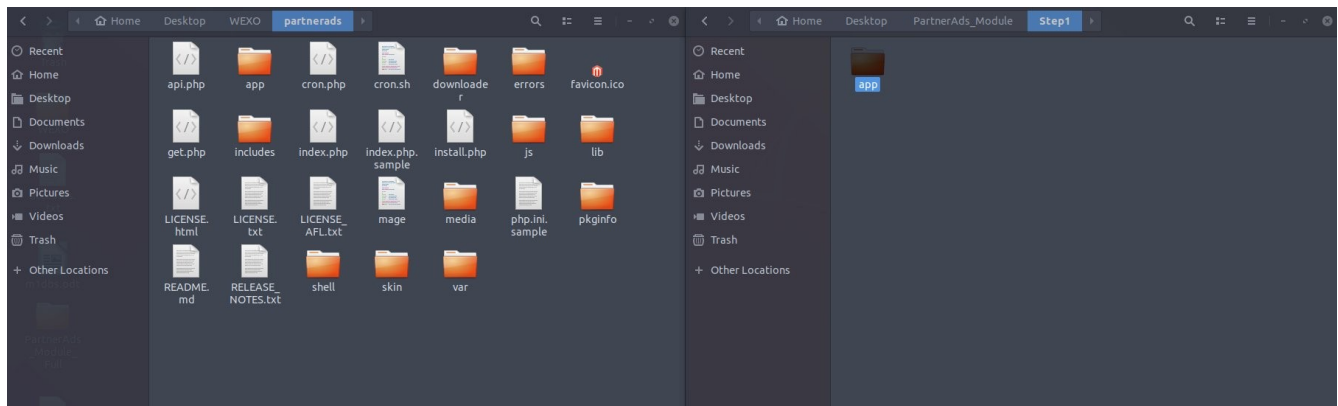 Home Desktop WEXO partnerads
Recent
Home
Desktop
Documents
Downloads
Music
Pictures
Videos
Trash
+ Other Locations
api.php app cron.php cron.sh downloade errors favicon.ico
r
get.php includes index.php index.php. install.php js lib
sample
LICENSE. LICENSE. LICENSE_ mage media php.ini. pkginfo
html txt AFL.txt sample
README. RELEASE_ shell skin var
md NOTES.txt
Home Desktop PartnerAds_Module Step1
Recent
Home
Desktop
Documents
Downloads
Music
Pictures
Videos
Trash
+ Other Locations
app